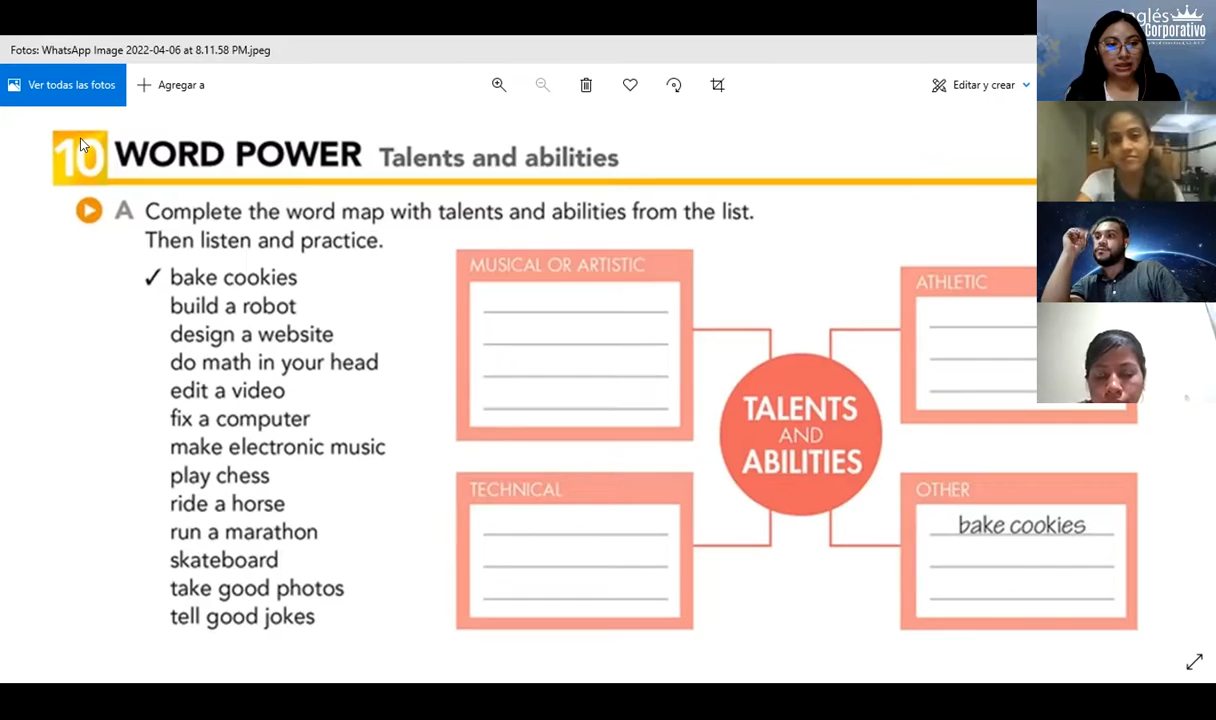 Fotos: WhatsApp Image 2022-04-06 at 8.11.58 PM.jpeg
Ver todas las fotos
Agregar a
Editar y crear
Inglés
Corporativo
10 WORD POWER Talents and abilities
A Complete the word map with talents and abilities from the list.
Then listen and practice.
✓ bake cookies
build a robot
design a website
do math in your head
edit a video
fix a computer
make electronic music
play chess
ride a horse
run a marathon
skateboard
take good photos
tell good jokes
MUSICAL OR ARTISTIC
ATHLETIC
TALENTS
AND
ABILITIES
TECHNICAL
OTHER
bake cookies